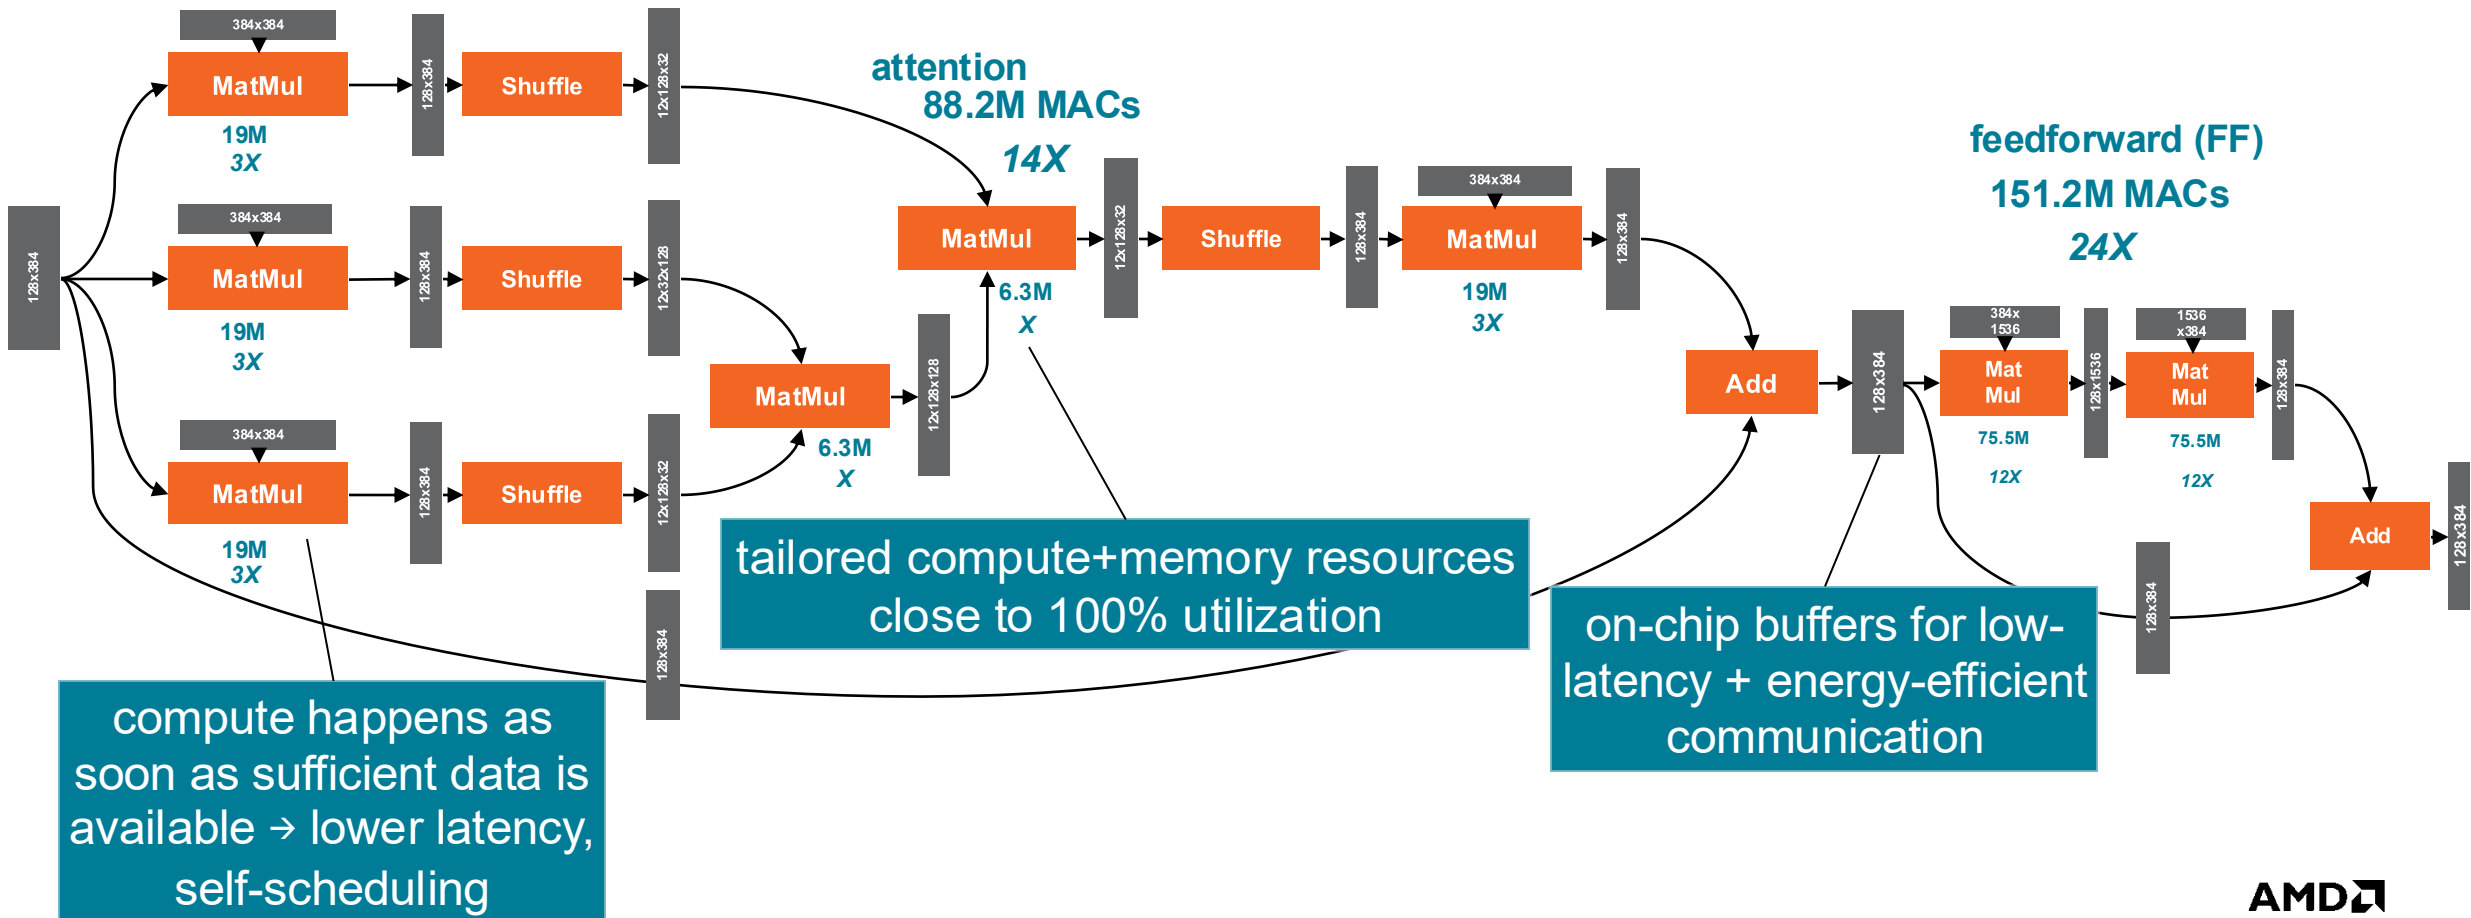 384x384
MatMul
19M
3X
128x384
Shuffle
12x128x32
128x384
384x384
MatMul
19M
3X
128x384
Shuffle
12x32x128
384x384
MatMul
19M
3X
128x384
Shuffle
12x128x32
MatMul
6.3M
X
12x128x128
attention
88.2M MACs
14X
MatMul
6.3M
X
12x128x32
Shuffle
128x384
384x384
MatMul
19M
3X
128x384
128x384
Add
128x384
feedforward (FF)
151.2M MACs
24X
384x
1536
Mat
Mul
75.5M
12X
128x1536
1536
x384
Mat
Mul
75.5M
12X
128x384
128x384
Add
128x384
compute happens as
soon as sufficient data is
available → lower latency,
self-scheduling
tailored compute+memory resources
close to 100% utilization
on-chip buffers for low-
latency + energy-efficient
communication
AMD